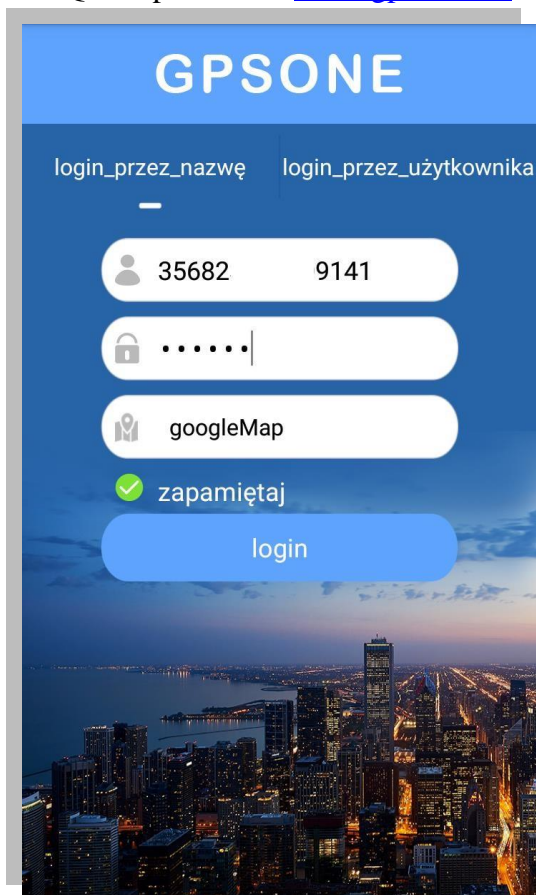 GPSONE
login_przez_nazwę login_przez_użytkownika
35682 9141
••••••
googleMap
zapamiętaj
login